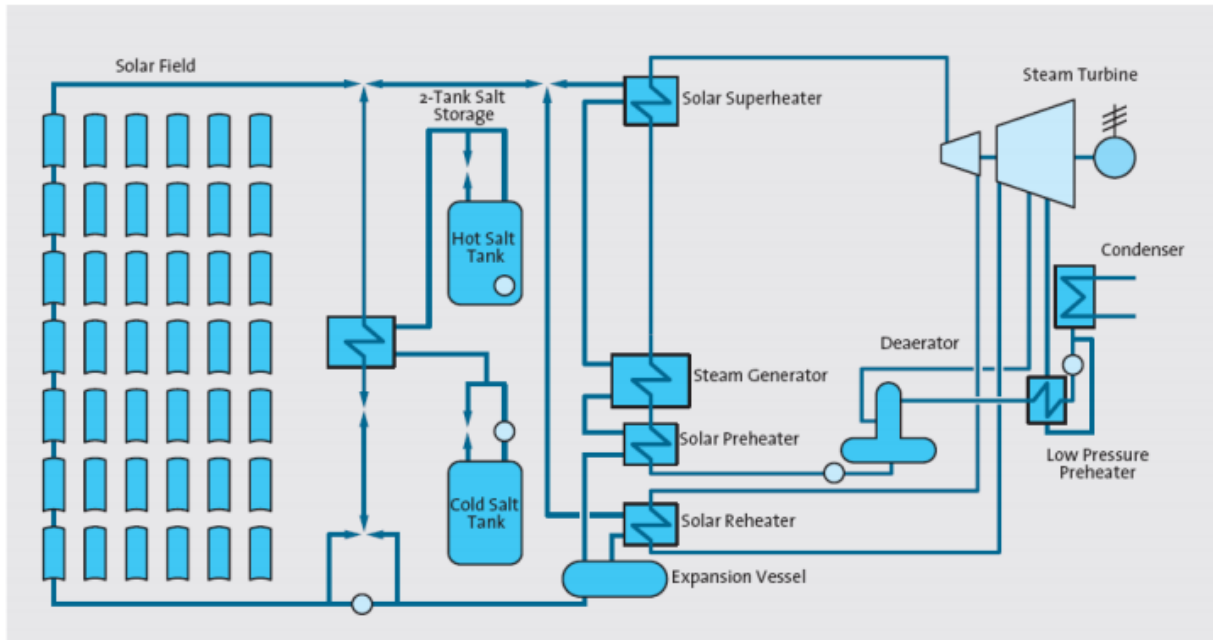 Solar Field
2-Tank Salt
Storage
Solar Superheater
Steam Turbine
Hot Salt
Tank
Condenser
Deaerator
Steam Generator
Solar Preheater
Low Pressure
Preheater
Cold Salt
Tank
Solar Reheater
Expansion Vessel